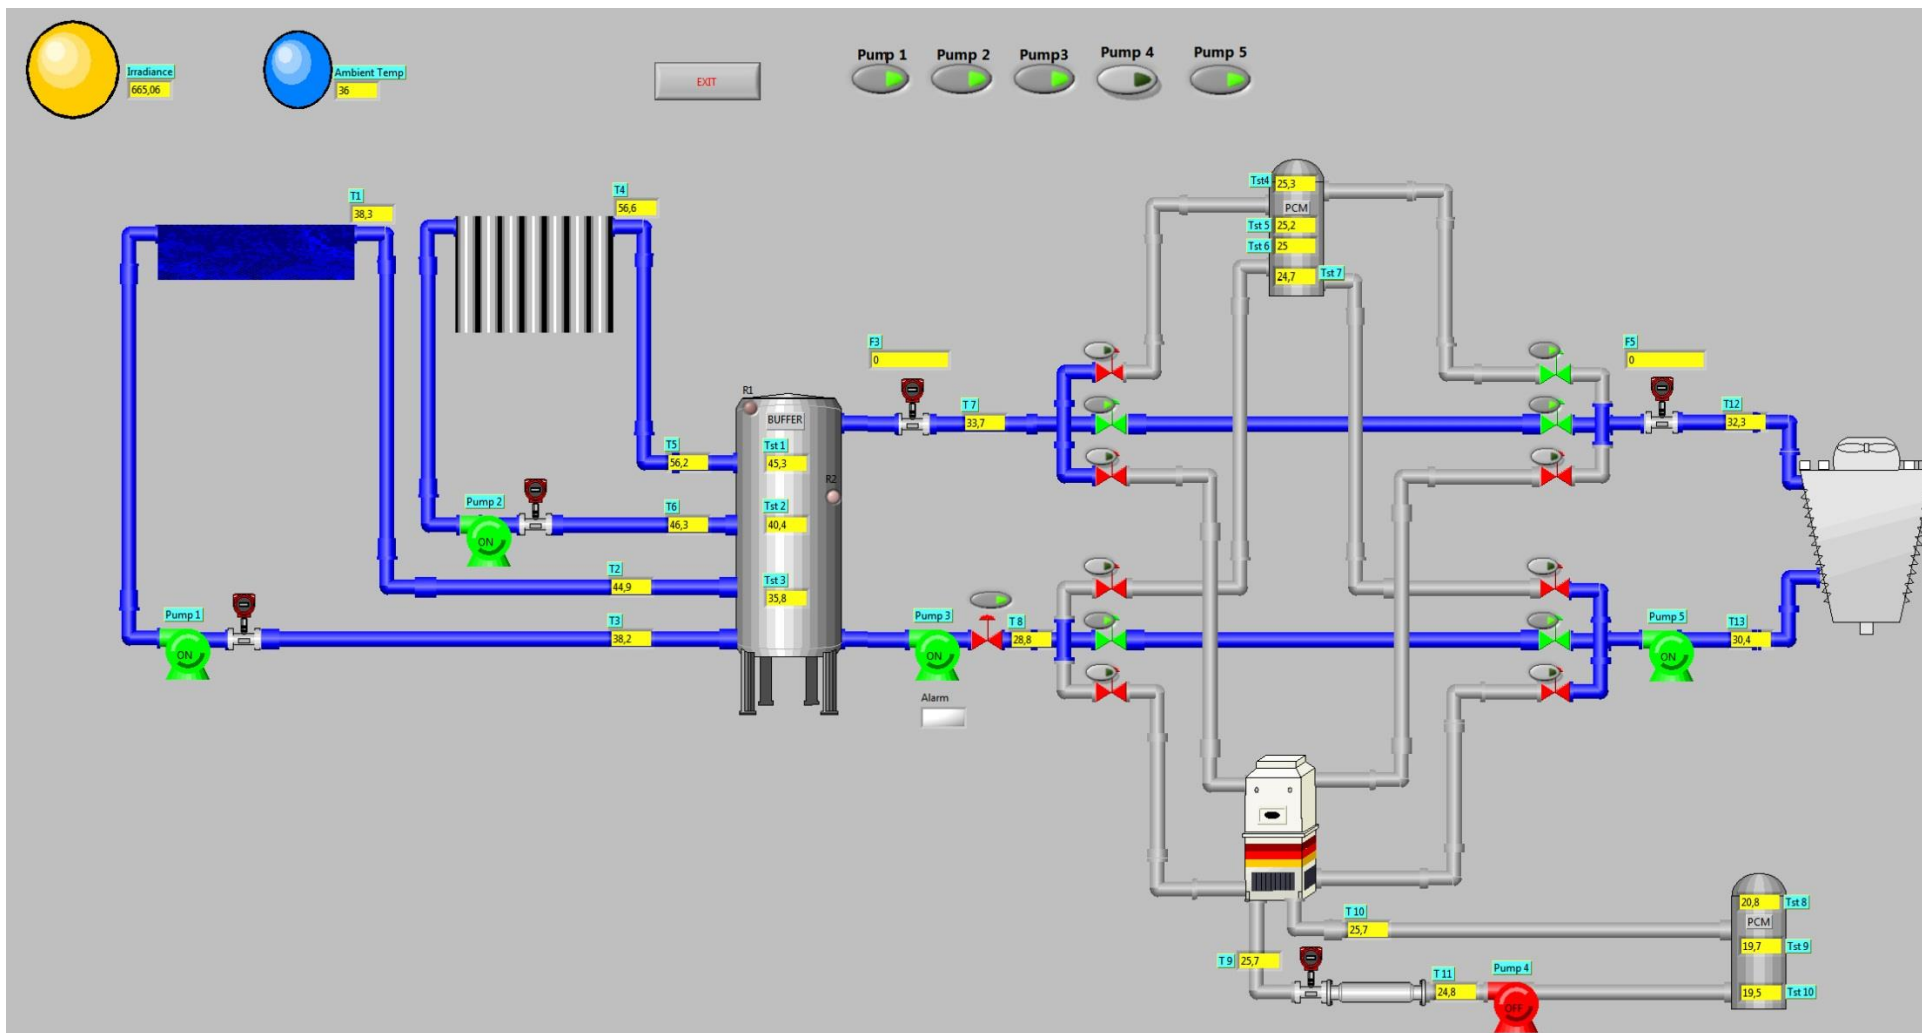 Irradiance
665,06
Ambient Temp
36
EXIT
Pump 1
Pump 2
Pump3
Pump 4
Pump 5
T1
38,3
T4
56,6
Tst4
25,3
PCM
Tst 5
25,2
Tst 6
25
24,7
Tst 7
F3
0
F5
0
R1
BUFFER
T 7
33,7
T12
32,3
T5
56,2
Tst 1
45,3
R2
Pump 2
ON
T6
46,3
Tst 2
40,4
T2
44,9
Tst 3
35,8
Pump 1
ON
T3
38,2
Pump 3
ON
T 8
28,8
Pump 5
ON
T13
30,4
Alarm
T 10
25,7
20,8
Tst 8
PCM
19,7
Tst 9
T 9
25,7
T 11
24,8
Pump 4
OFF
19,5
Tst 10